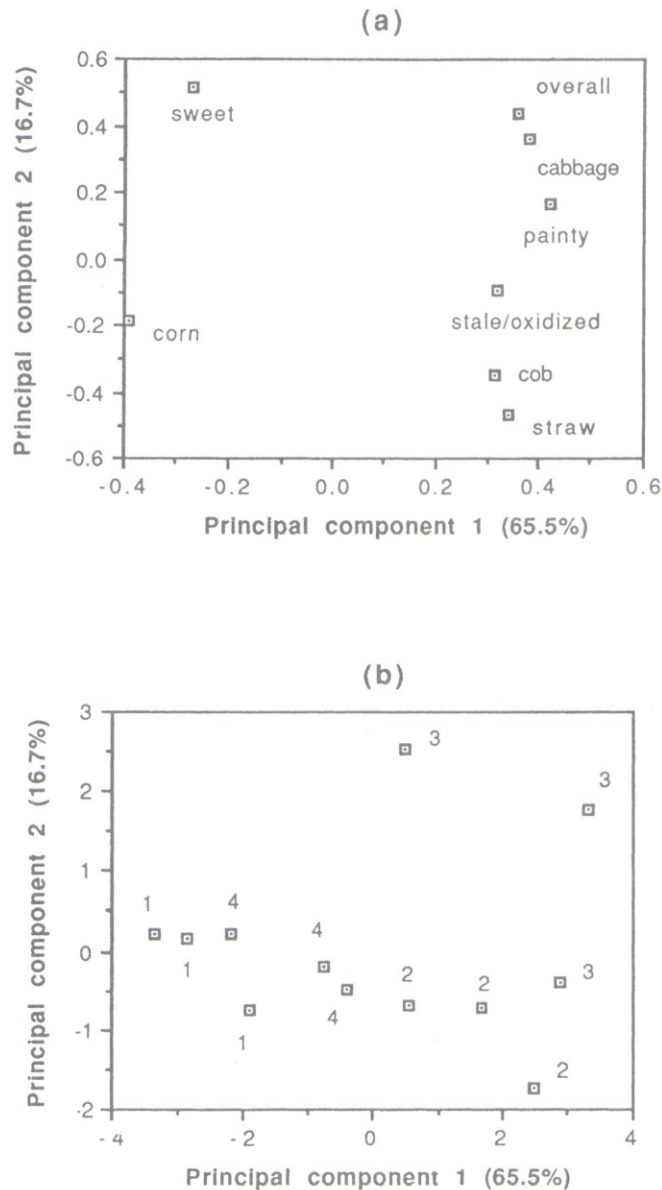 (a)
Principal component 2 (16.7%)
0.6
0.4
0.2
0.0
-0.2
-0.4
-0.6
sweet
overall
cabbage
painty
corn
stale/oxidized
cob
straw
-0.4 -0.2 0.0 0.2 0.4 0.6
Principal component 1 (65.5%)
(b)
Principal component 2 (16.7%)
3
2
1
0
-1
-2
3
3
1 4
4
1
2 2 3
4
1
2
-4 -2 0 2 4
Principal component 1 (65.5%)